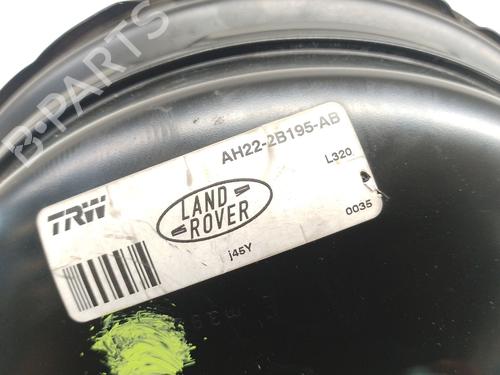 B-PARTS
AH22-2B195-AB
L320
TRW
LAND
ROVER
0035
j45Y